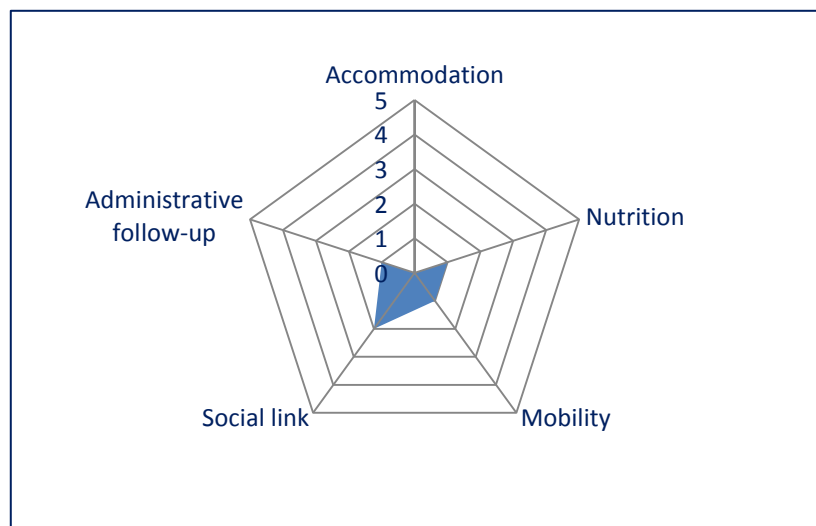 Accommodation
5
4
3
2
1
0
Nutrition
Mobility
Social link
Administrative
follow-up